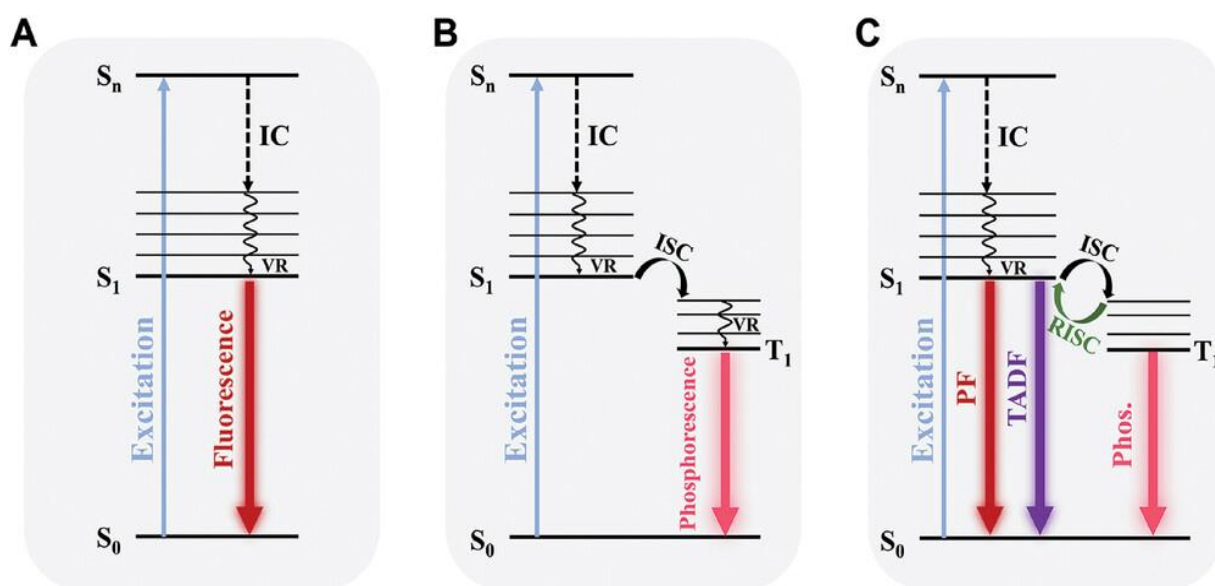 A
Sn
IC
VR
S1
Excitation
Fluorescence
S0
B
Sn
IC
ISC
VR
S1
VR
T1
Excitation
Phosphorescence
S0
C
Sn
IC
ISC
VR
S1
RISC
T1
Excitation
PF
TADF
Phos.
S0